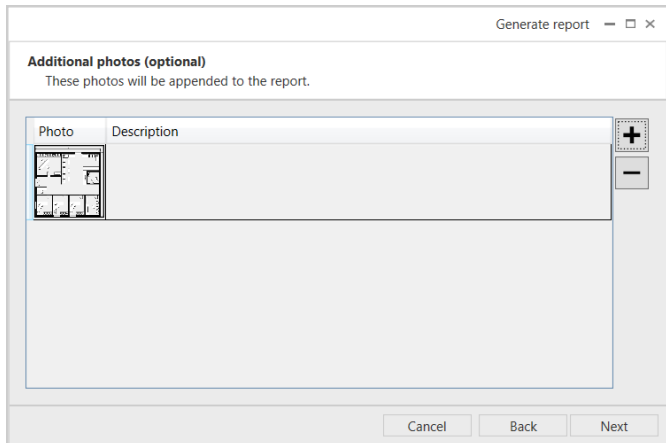 Generate report
Additional photos (optional)
These photos will be appended to the report.
Photo Description
Cancel Back Next